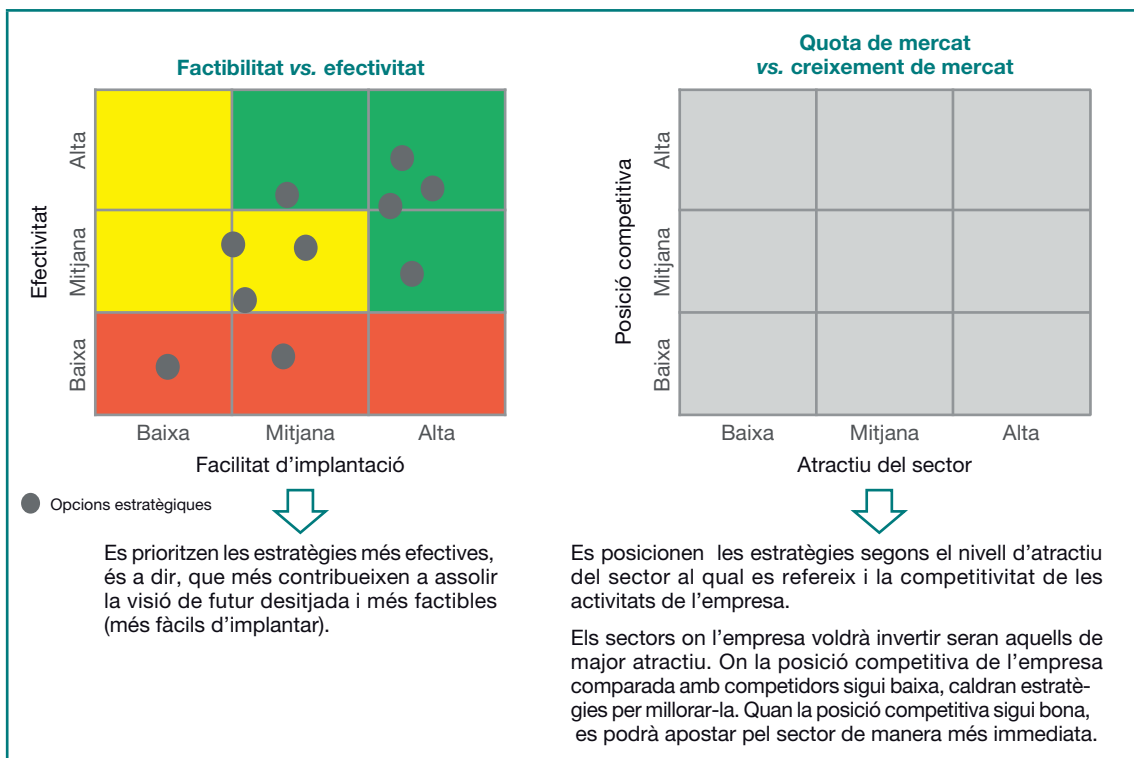 Factibilitat vs. efectivitat
Efectivitat
Alta
Mitjana
Baixa
Baixa
Mitjana
Alta
Facilitat d’implantació
Opcions estratègiques
Es prioritzen les estratègies més efectives,
és a dir, que més contribueixen a assolir
la visió de futur desitjada i més factibles
(més fàcils d’implantar).
Quota de mercat
vs. creixement de mercat
Posició competitiva
Alta
Mitjana
Baixa
Baixa
Mitjana
Alta
Atractiu del sector
Es posicionen les estratègies segons el nivell d’atractiu
del sector al qual es refereix i la competitivitat de les
activitats de l’empresa.
Els sectors on l’empresa voldrà invertir seran aquells de
major atractiu. On la posició competitiva de l’empresa
comparada amb competidors sigui baixa, caldran estratè-
gies per millorar-la. Quan la posició competitiva sigui bona,
es podrà apostar pel sector de manera més immediata.